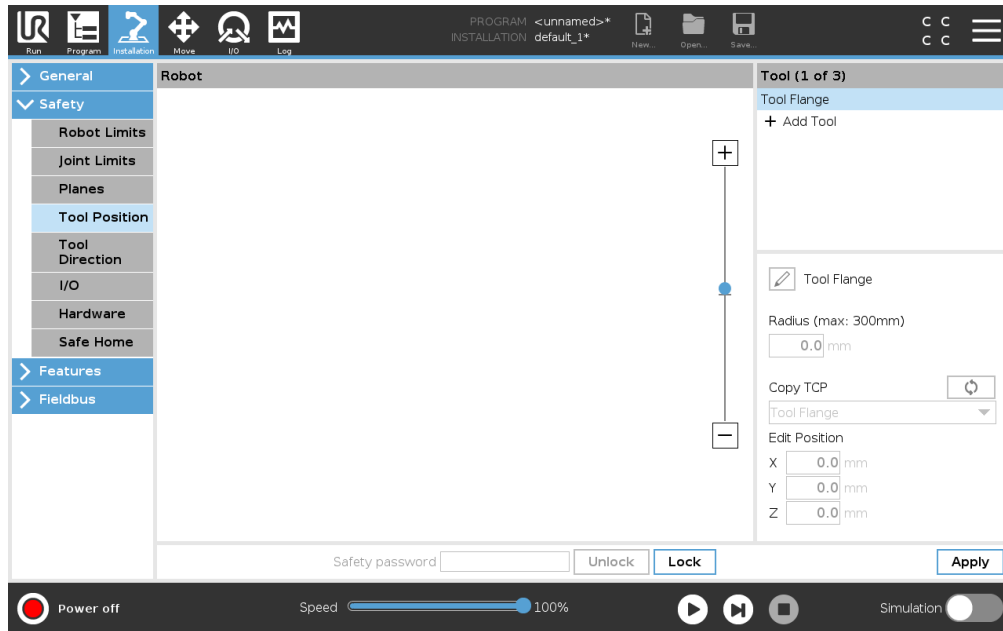 PROGRAM <unnamed>*
INSTALLATION default_1*
UR
Run
Program
Installation
Move
I/O
Log
New...
Open...
Save...
C C
C C
General
Safety
Robot Limits
Joint Limits
Planes
Tool Position
Tool
Direction
I/O
Hardware
Safe Home
Features
Fieldbus
Robot
Tool (1 of 3)
Tool Flange
+ Add Tool
Tool Flange
Radius (max: 300mm)
0.0 mm
Copy TCP
Tool Flange
Edit Position
X 0.0 mm
Y 0.0 mm
Z 0.0 mm
Safety password
Unlock
Lock
Apply
Power off
Speed
100%
Simulation